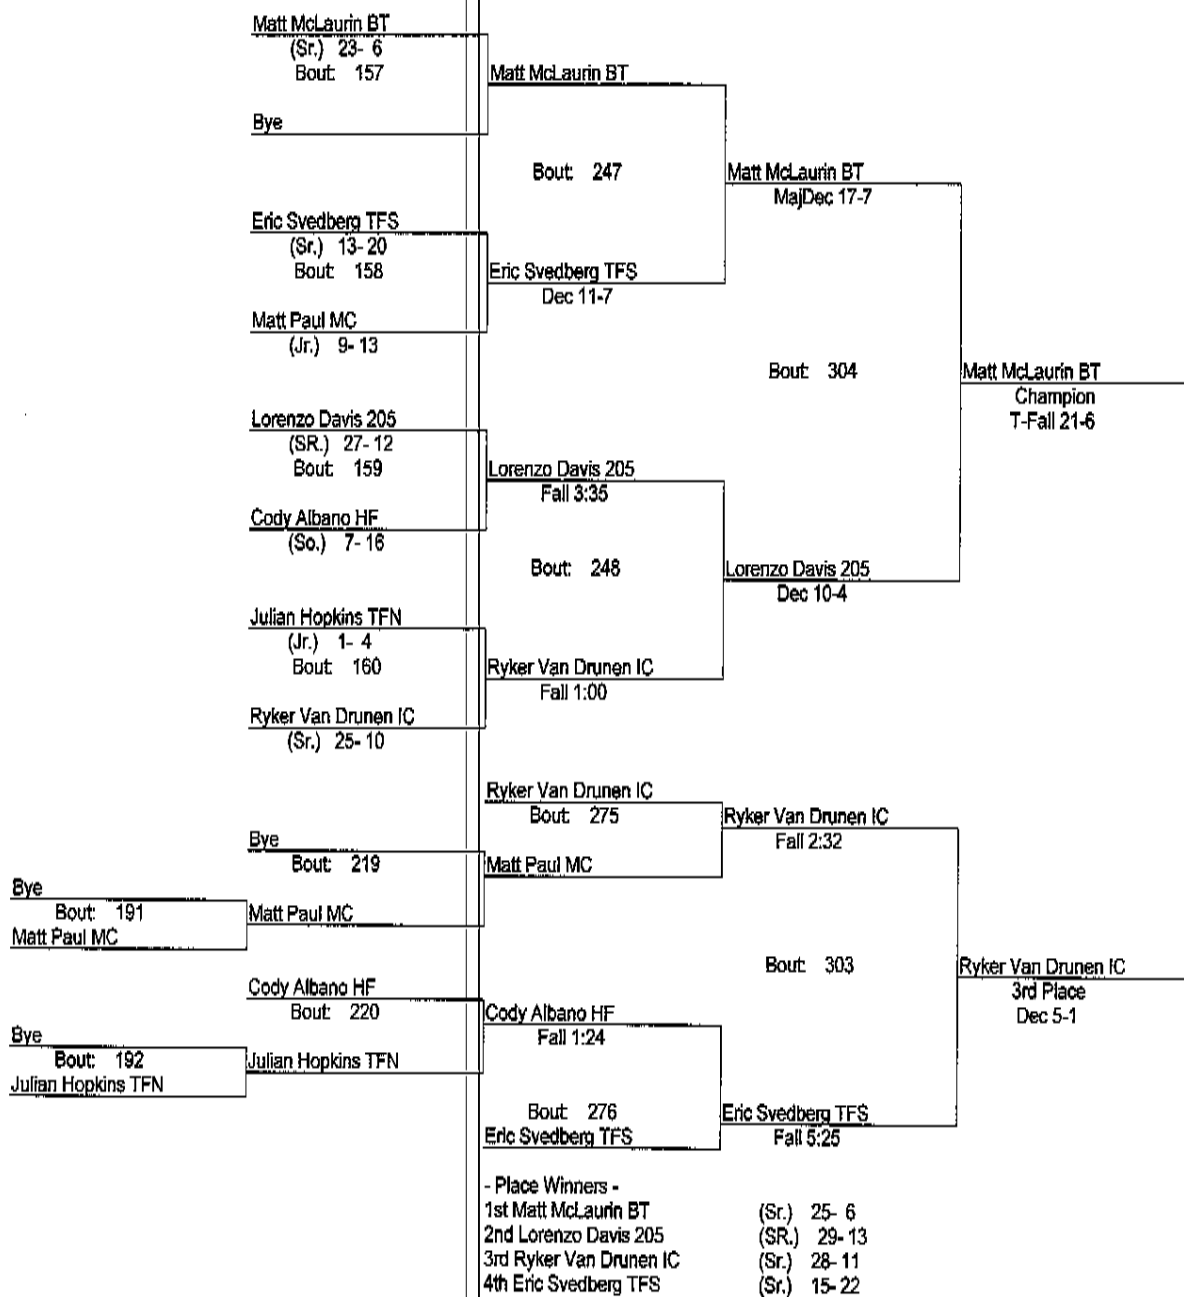 Matt McLaurin BT
(Sr.) 23- 6
Bout: 157
Matt McLaurin BT
Bye
Bout: 247
Matt McLaurin BT
MajDec 17-7
Eric Svedberg TFS
(Sr.) 13- 20
Bout: 158
Eric Svedberg TFS
Dec 11-7
Matt Paul MC
(Jr.) 9- 13
Bout: 304
Matt McLaurin BT
Champion
T-Fall 21-6
Lorenzo Davis 205
(SR.) 27- 12
Bout: 159
Lorenzo Davis 205
Fall 3:35
Cody Albano HF
(So.) 7- 16
Bout: 248
Lorenzo Davis 205
Dec 10-4
Julian Hopkins TFN
(Jr.) 1- 4
Bout: 160
Ryker Van Drunen IC
Fall 1:00
Ryker Van Drunen IC
(Sr.) 25- 10
Ryker Van Drunen IC
Bout: 275
Ryker Van Drunen IC
Fall 2:32
Bye
Bout: 219
Matt Paul MC
Bye
Bout: 191
Matt Paul MC
Matt Paul MC
Bout: 303
Ryker Van Drunen IC
3rd Place
Dec 5-1
Cody Albano HF
Bout: 220
Cody Albano HF
Fall 1:24
Bye
Bout: 192
Julian Hopkins TFN
Julian Hopkins TFN
Bout: 276
Eric Svedberg TFS
Eric Svedberg TFS
Fall 5:25
- Place Winners -
1st Matt McLaurin BT (Sr.) 25- 6
2nd Lorenzo Davis 205 (SR.) 29- 13
3rd Ryker Van Drunen IC (Sr.) 28- 11
4th Eric Svedberg TFS (Sr.) 15- 22